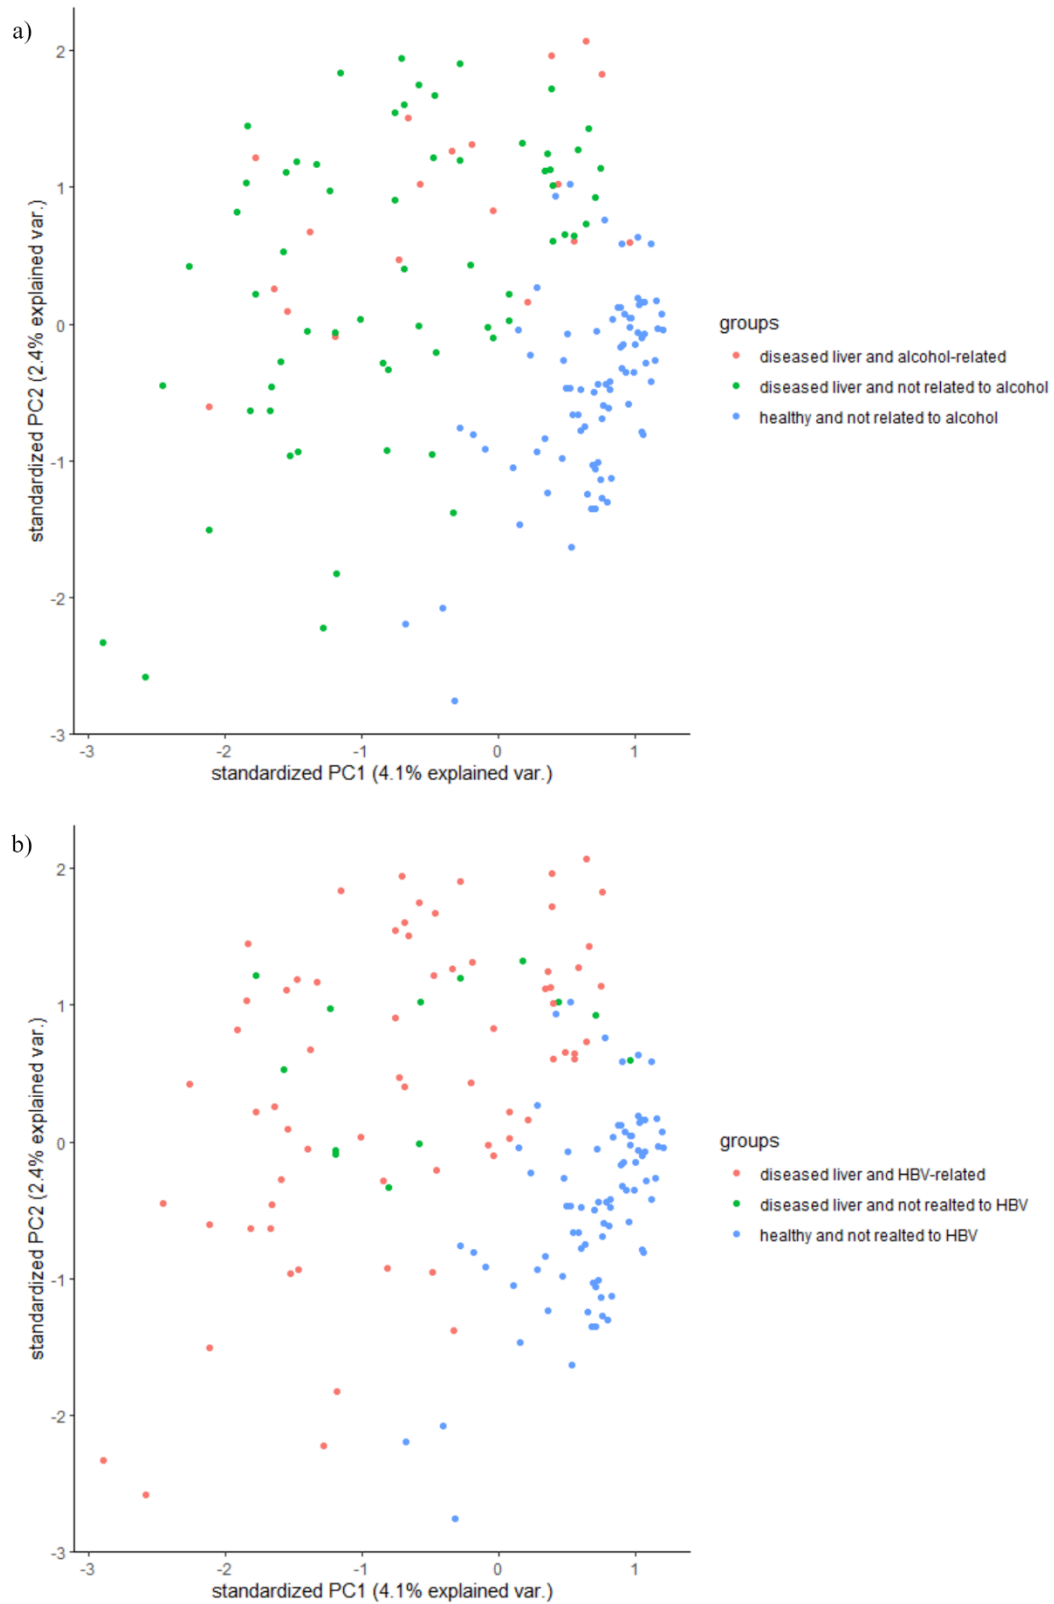 a)
2
1
0
-1
-2
-3
standardized PC2 (2.4% explained var.)
-3 -2 -1 0 1
standardized PC1 (4.1% explained var.)
groups
diseased liver and alcohol-related
diseased liver and not related to alcohol
healthy and not related to alcohol
b)
2
1
0
-1
-2
-3
standardized PC2 (2.4% explained var.)
-3 -2 -1 0 1
standardized PC1 (4.1% explained var.)
groups
diseased liver and HBV-related
diseased liver and not realted to HBV
healthy and not realted to HBV